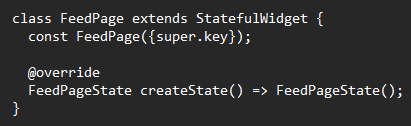 class FeedPage extends StatefulWidget {
  const FeedPage({super.key});

  @override
  FeedPageState createState() => FeedPageState();
}